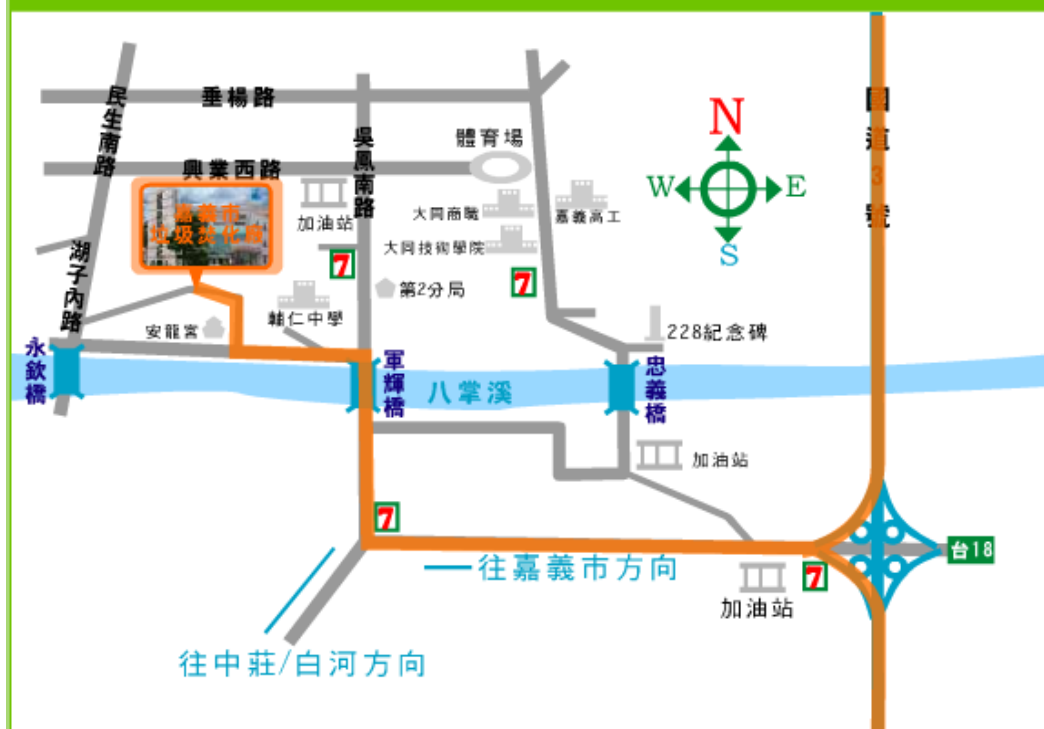 垂楊路
民生南路
吳鳳南路
興業西路
體育場
國道3號
N
W
E
S
嘉義市
垃圾焚化廠
加油站
大同商職
嘉義高工
大同技術學院
7
7
湖子內路
第2分局
輔仁中學
安龍宮
228紀念碑
永欽橋
軍輝橋
八掌溪
忠義橋
加油站
7
台18
往嘉義市方向
7
加油站
往中莊/白河方向